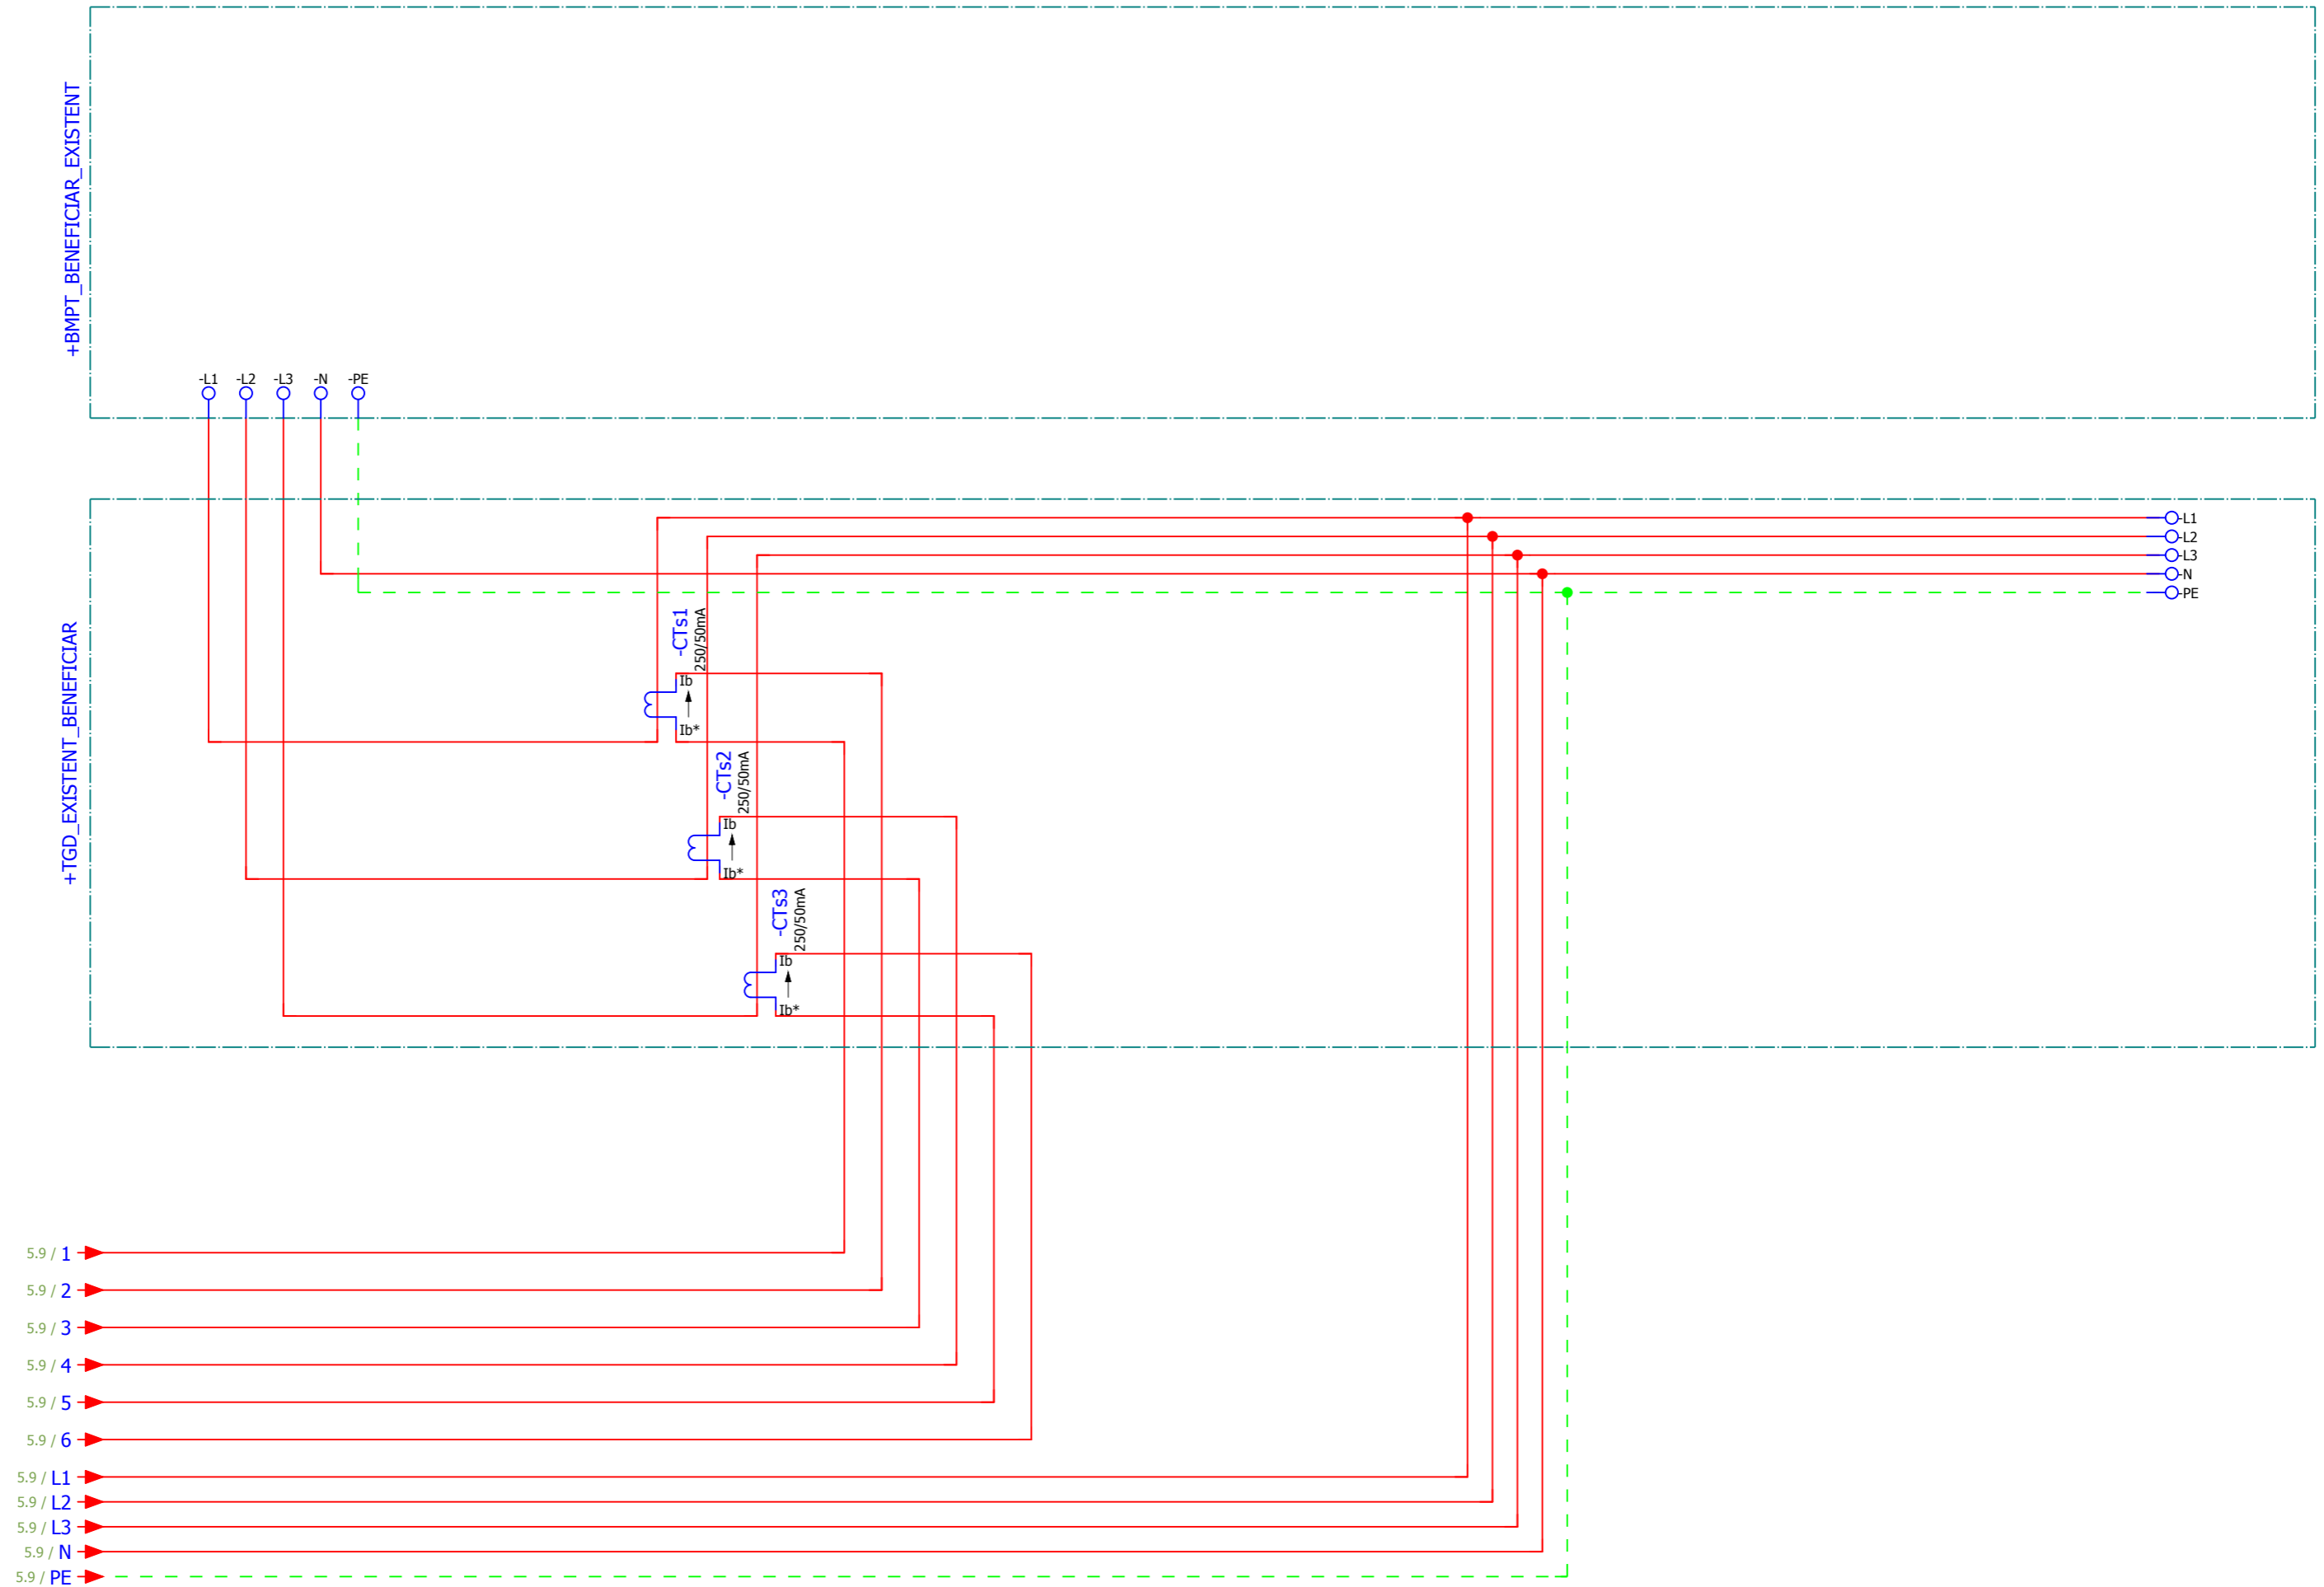 +BMPT_BENEFICIAR_EXISTENT
-L1 -L2 -L3 -N -PE
+TGD_EXISTENT_BENEFICIAR
-L1
-L2
-L3
-N
-PE
-CTs1
250/50mA
Ib
Ib*
-CTs2
250/50mA
Ib
Ib*
-CTs3
250/50mA
Ib
Ib*
5.9 / 1
5.9 / 2
5.9 / 3
5.9 / 4
5.9 / 5
5.9 / 6
5.9 / L1
5.9 / L2
5.9 / L3
5.9 / N
5.9 / PE